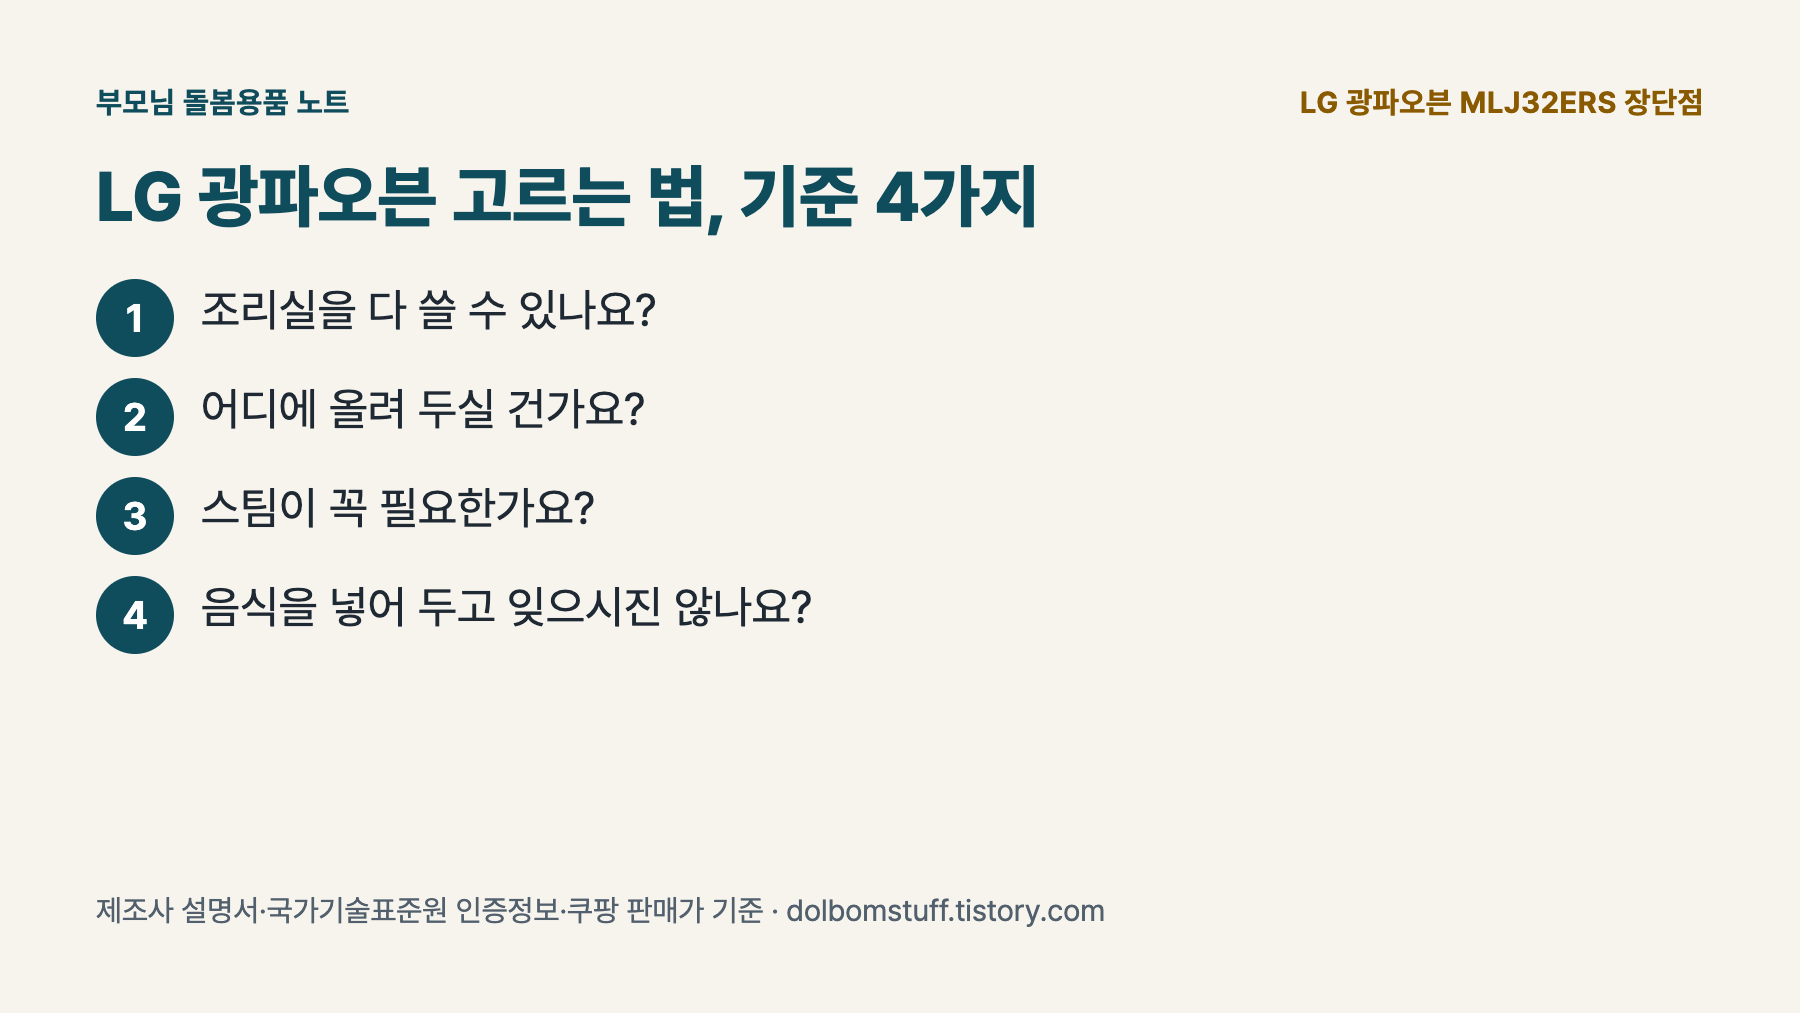 부모님 돌봄용품 노트
LG 광파오븐 MLJ32ERS 장단점
LG 광파오븐 고르는 법, 기준 4가지
1 조리실을 다 쓸 수 있나요?
2 어디에 올려 두실 건가요?
3 스팀이 꼭 필요한가요?
4 음식을 넣어 두고 잊으시진 않나요?
제조사 설명서·국가기술표준원 인증정보·쿠팡 판매가 기준 · dolbomstuff.tistory.com